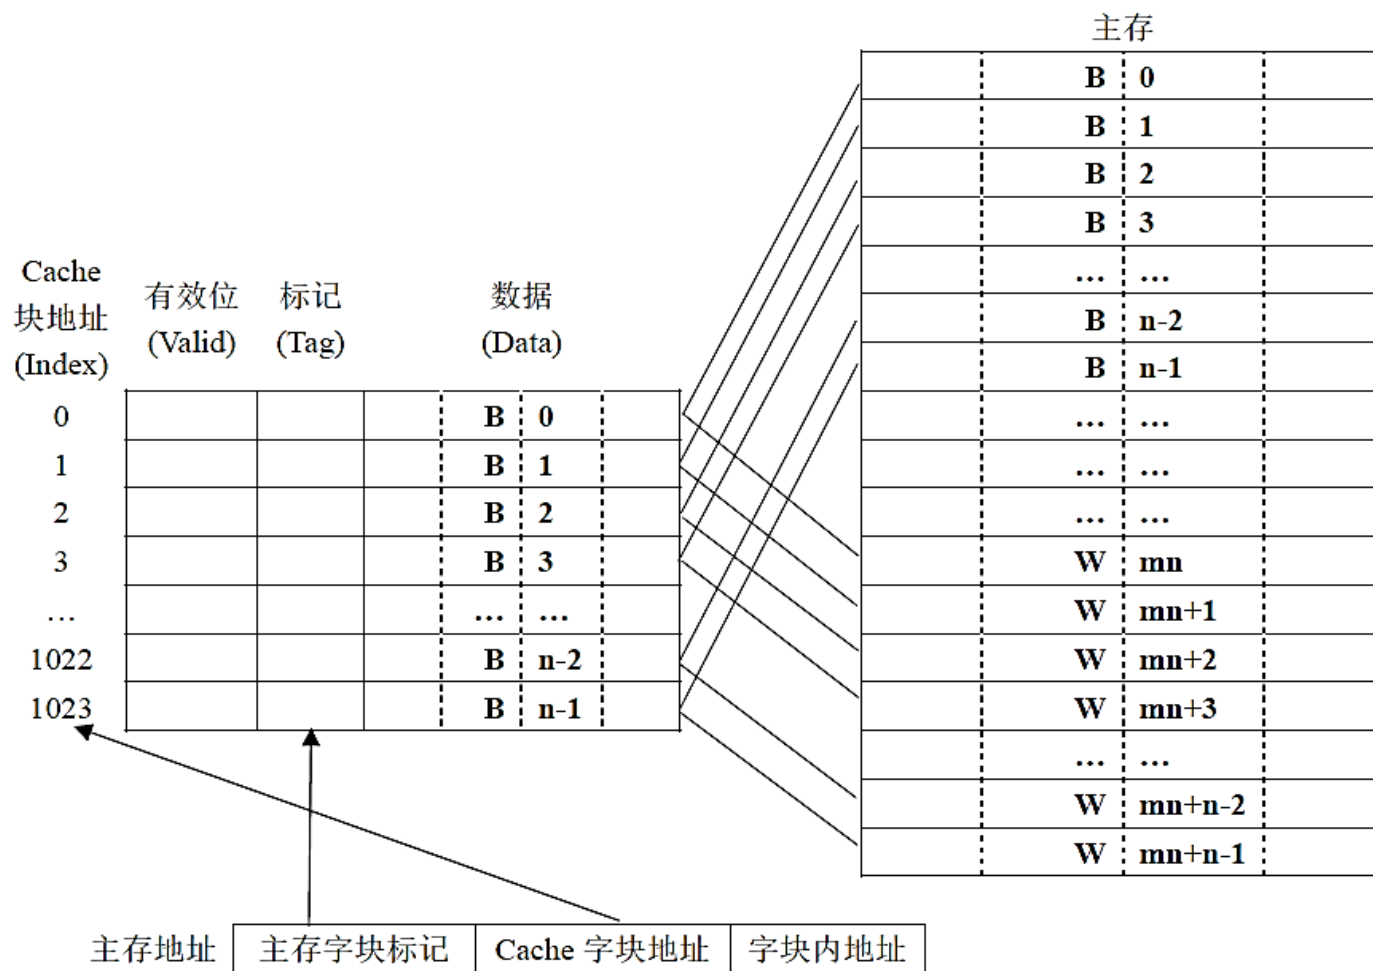 主存
B 0
B 1
B 2
B 3
... ...
B n-2
B n-1
... ...
... ...
... ...
W mn
W mn+1
W mn+2
W mn+3
... ...
W mn+n-2
W mn+n-1
Cache
块地址
(Index)
有效位
(Valid)
标记
(Tag)
数据
(Data)
0 B 0
1 B 1
2 B 2
3 B 3
... ... ...
1022 B n-2
1023 B n-1
主存地址 主存字块标记 Cache 字块地址 字块内地址